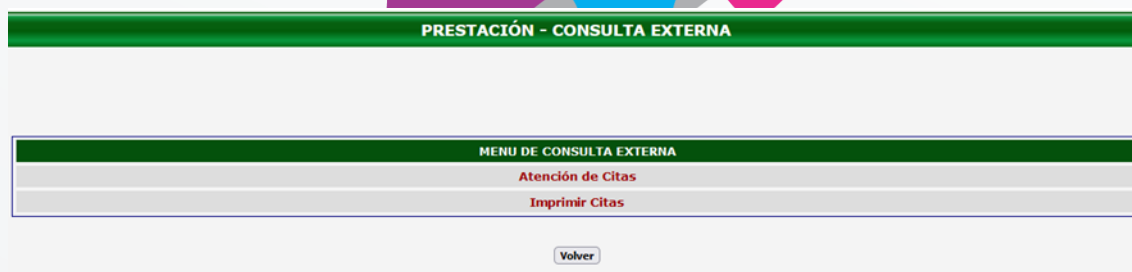 PRESTACIÓN - CONSULTA EXTERNA
MENU DE CONSULTA EXTERNA
Atención de Citas
Imprimir Citas
Volver